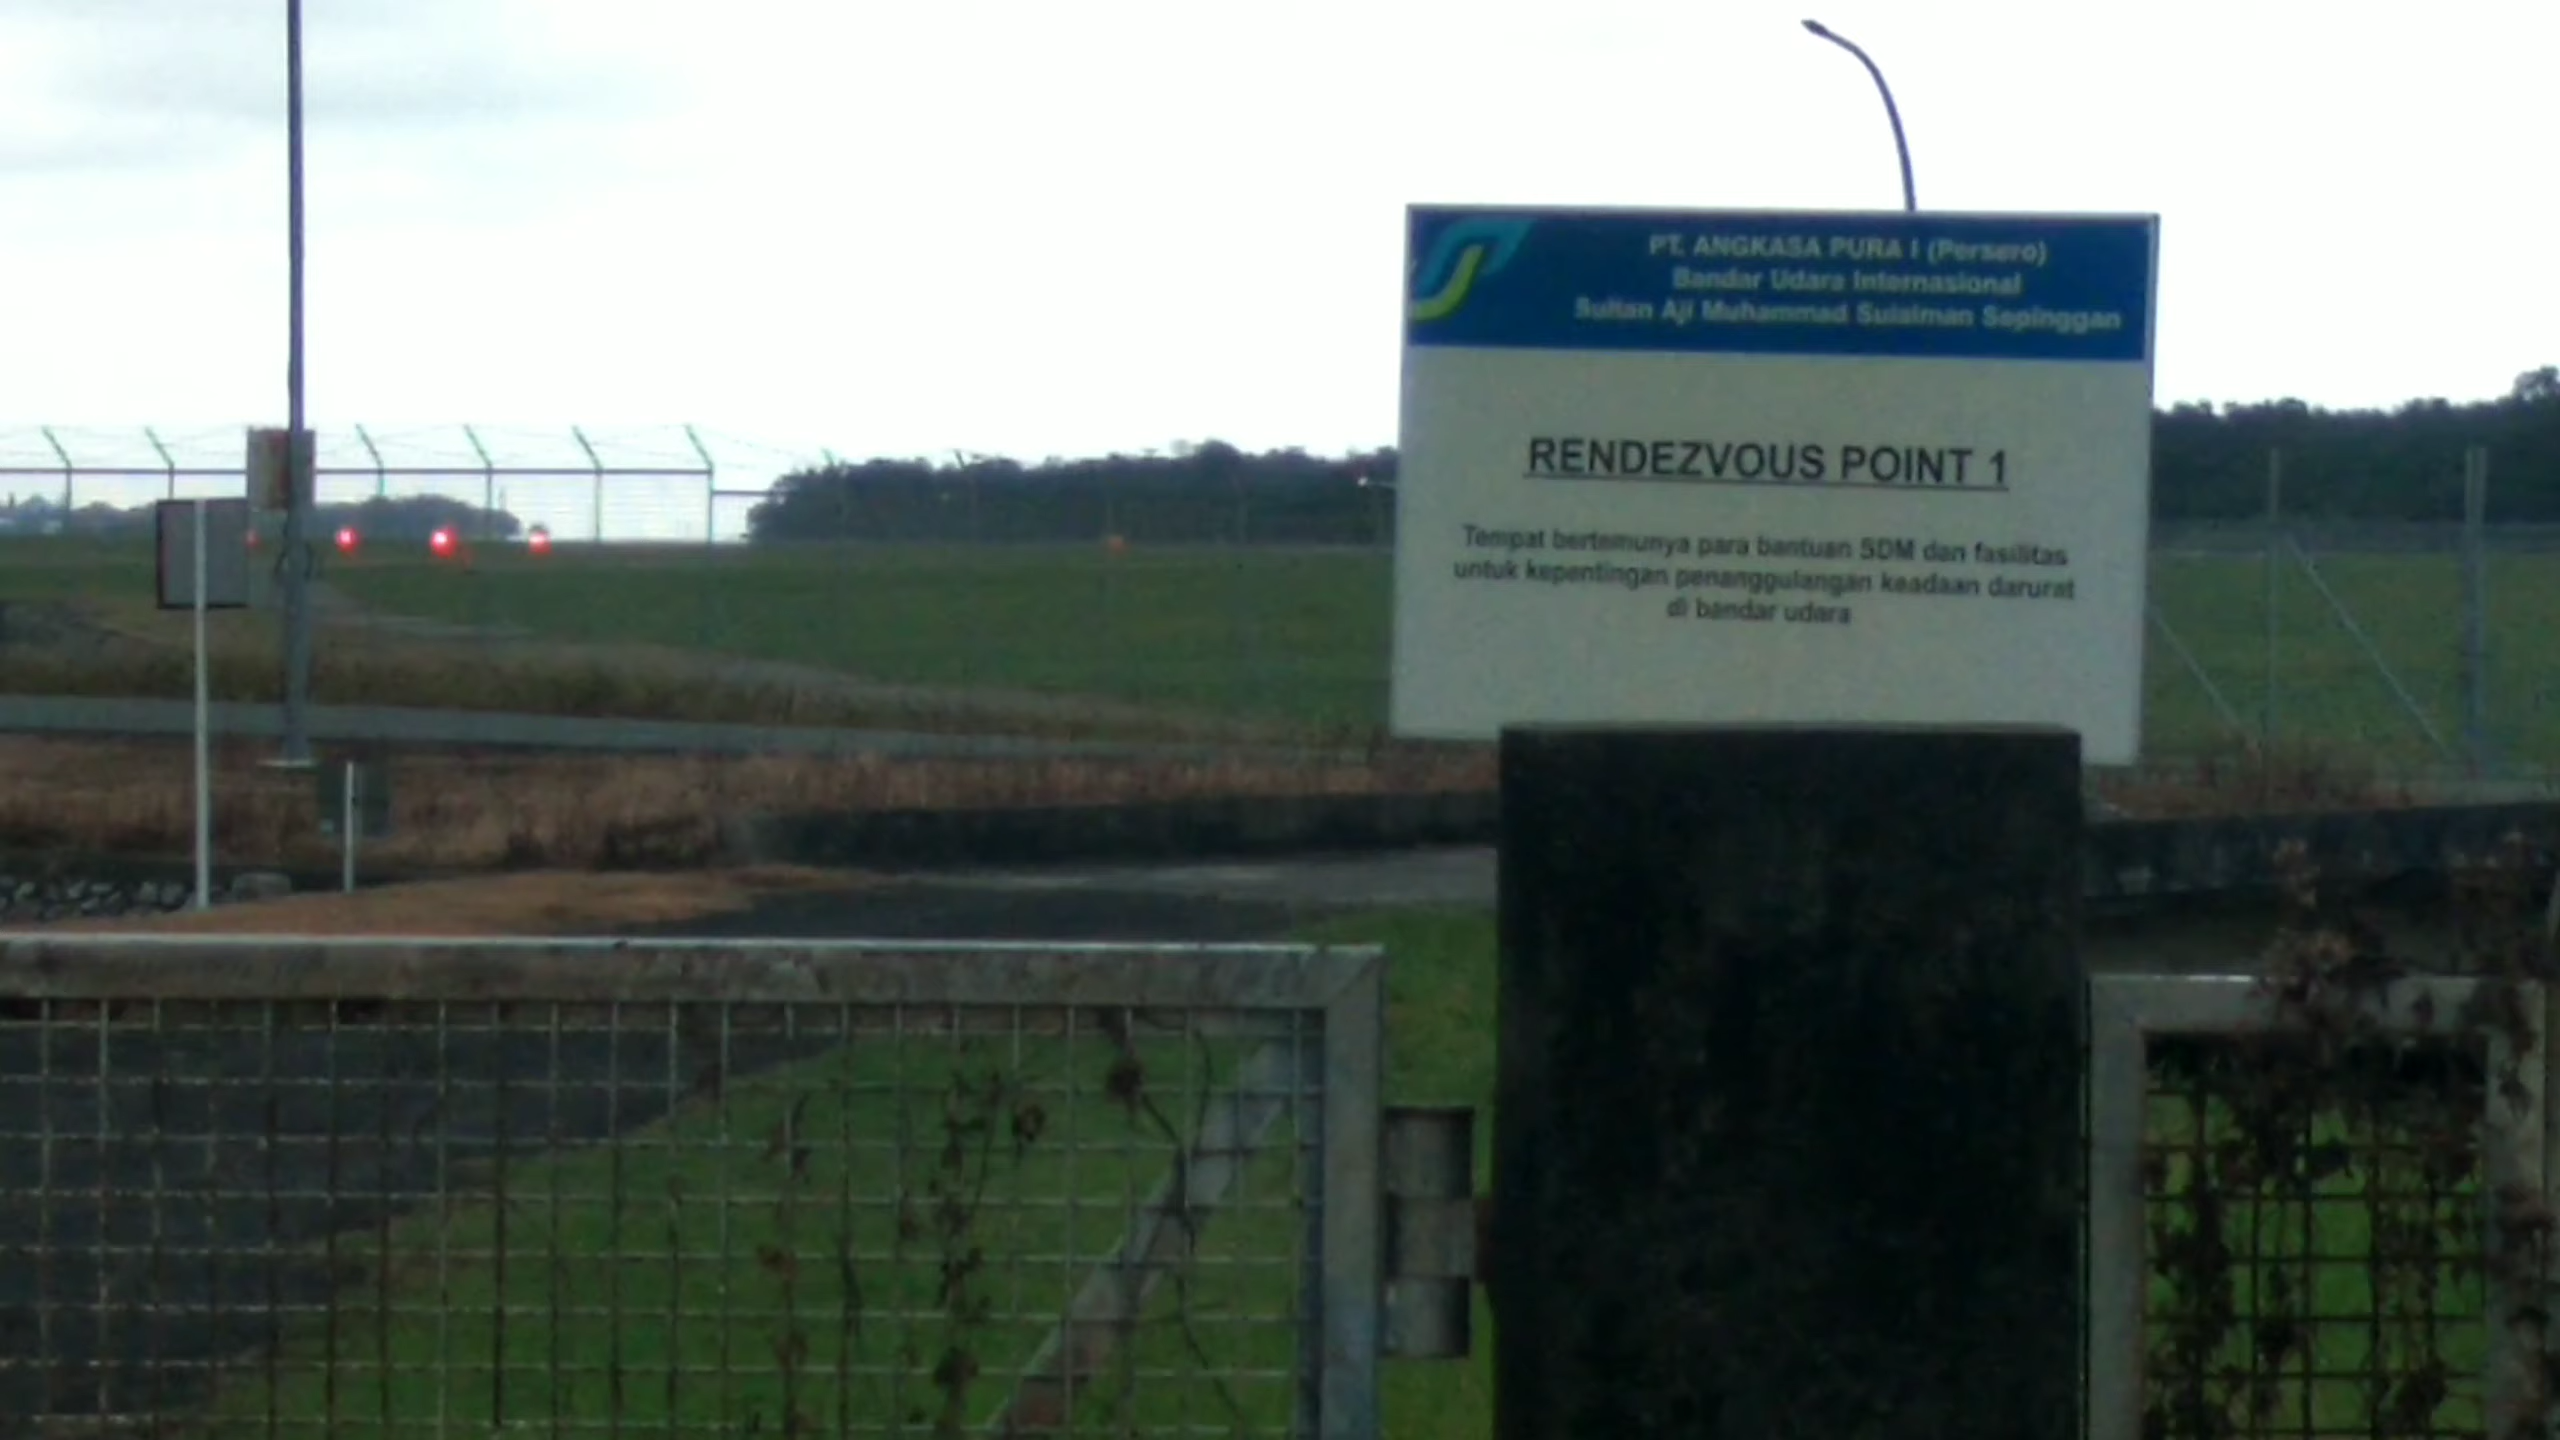 PT. ANGKASA PURA I (Persero)
Bandar Udara Internasional
Sultan Aji Muhammad Sulaiman Sepinggan
RENDEZVOUS POINT 1
Tempat bertemunya para bantuan SDM dan fasilitas
untuk kepentingan penanggulangan keadaan darurat
di bandar udara